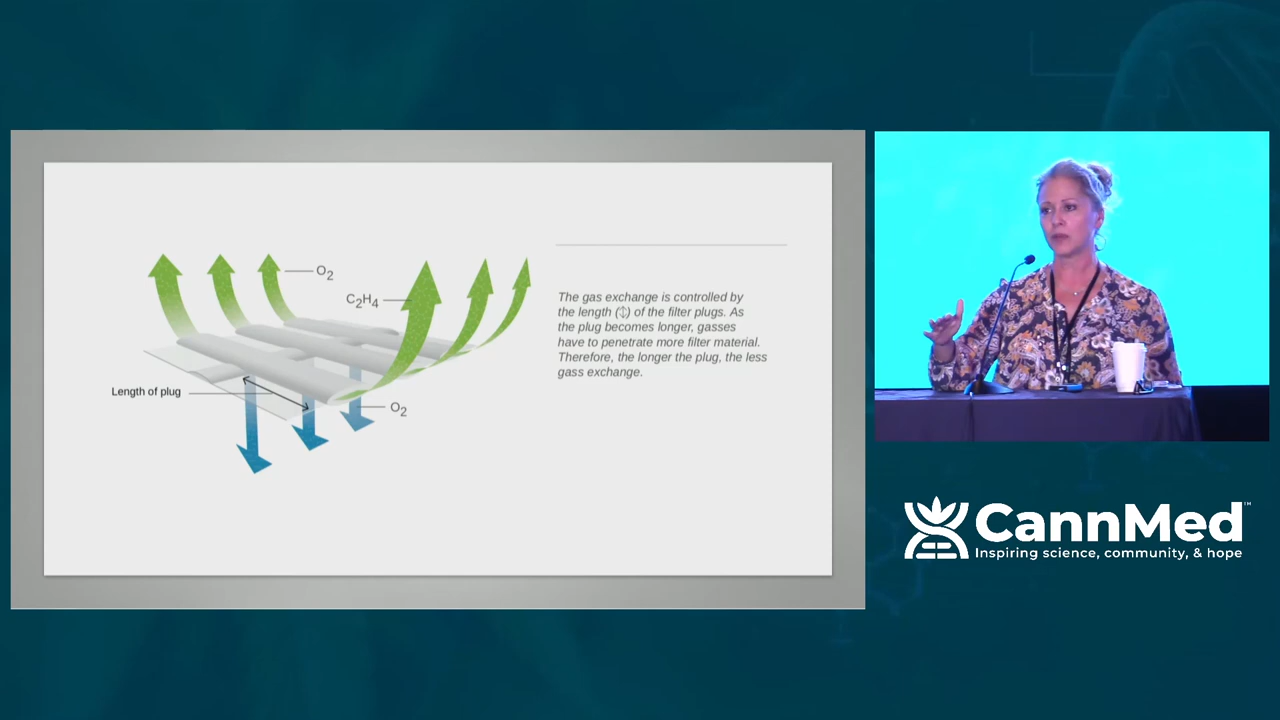 O2
C2H4
Length of plug
O2
The gas exchange is controlled by
the length (↕) of the filter plugs. As
the plug becomes longer, gasses
have to penetrate more filter material.
Therefore, the longer the plug, the less
gass exchange.
CannMed™
Inspiring science, community, & hope